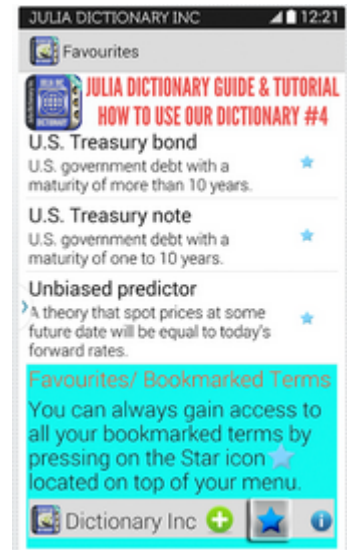 JULIA DICTIONARY INC 12:21
Favourites
JULIA DICTIONARY GUIDE & TUTORIAL
HOW TO USE OUR DICTIONARY #4
U.S. Treasury bond
U.S. government debt with a
maturity of more than 10 years.
U.S. Treasury note
U.S. government debt with a
maturity of one to 10 years.
Unbiased predictor
A theory that spot prices at some
future date will be equal to today's
forward rates.
Favourites/ Bookmarked Terms
You can always gain access to
all your bookmarked terms by
pressing on the Star icon
located on top of your menu.
Dictionary Inc